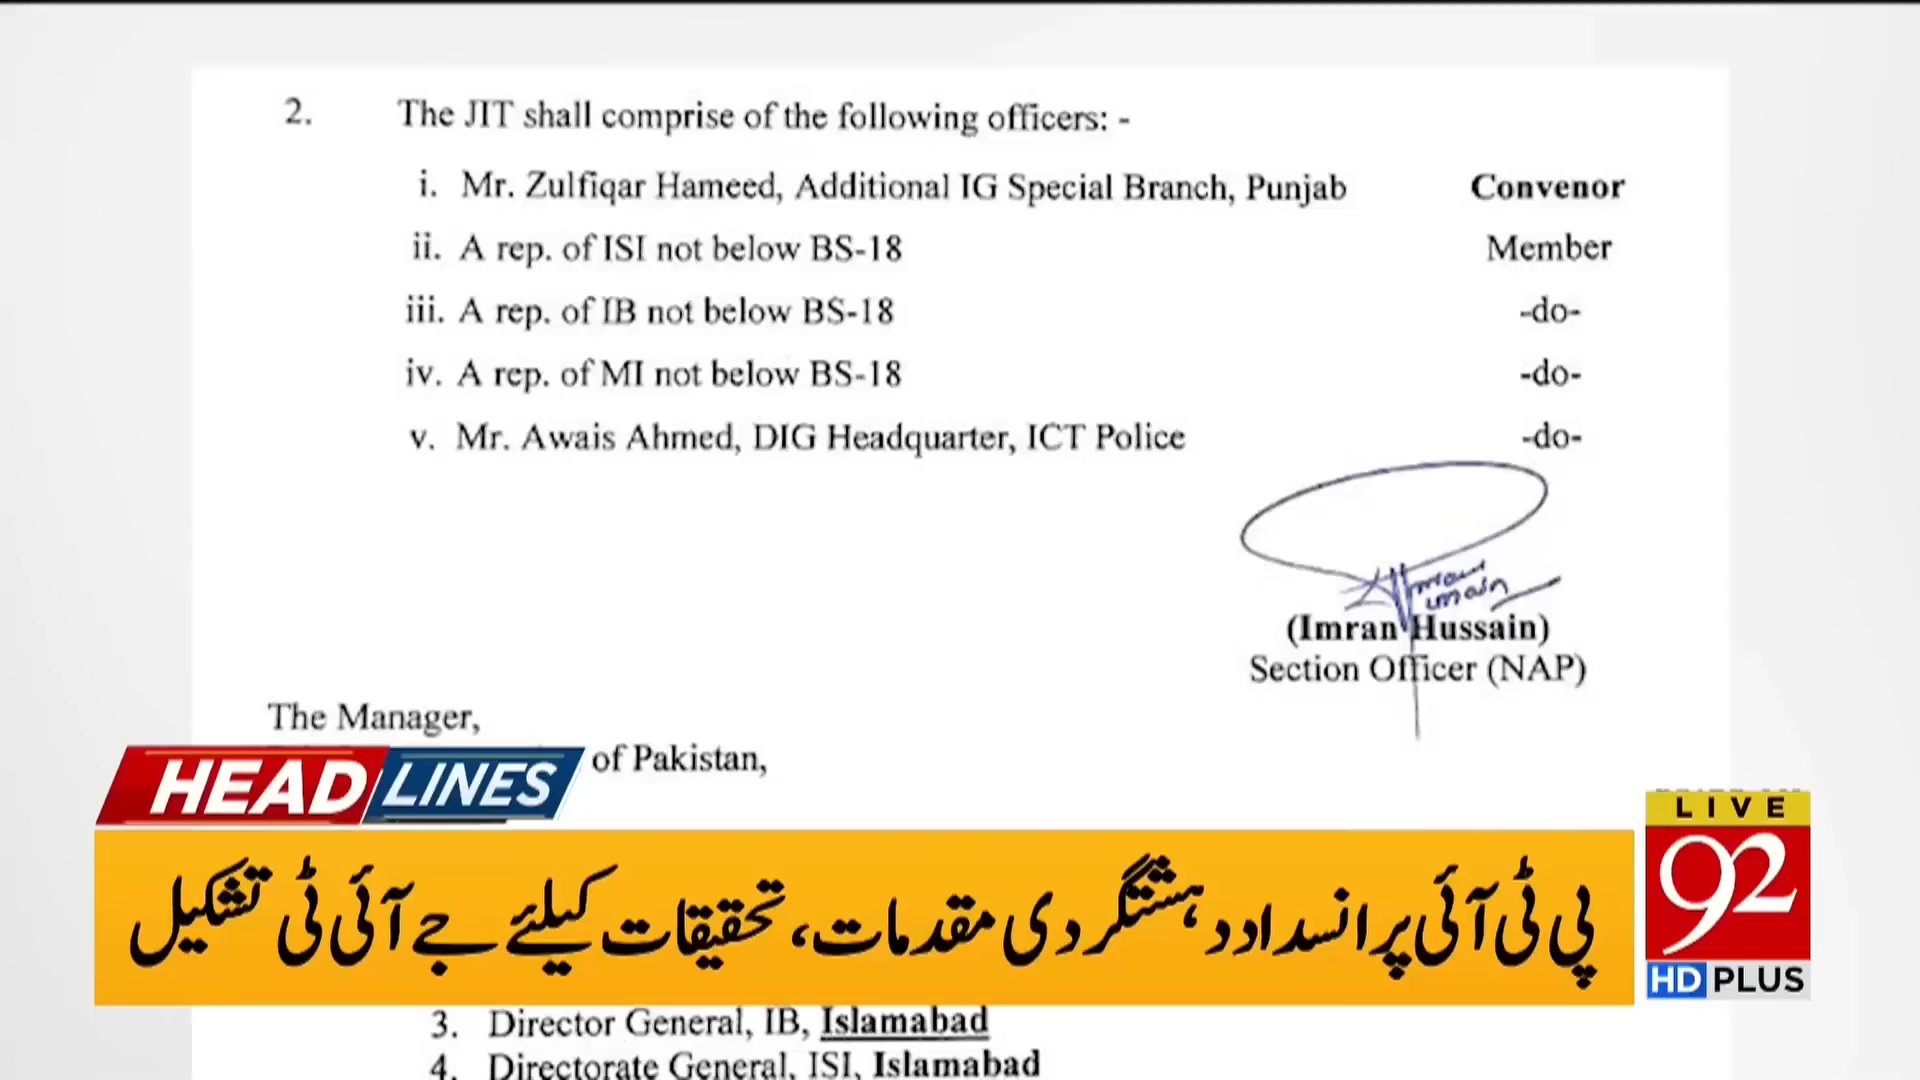 2. The JIT shall comprise of the following officers: -
i. Mr. Zulfiqar Hameed, Additional IG Special Branch, Punjab Convenor
ii. A rep. of ISI not below BS-18 Member
iii. A rep. of IB not below BS-18 -do-
iv. A rep. of MI not below BS-18 -do-
v. Mr. Awais Ahmed, DIG Headquarter, ICT Police -do-
(Imran Hussain)
Section Officer (NAP)
The Manager,
of Pakistan,
HEADLINES
LIVE
92
HD PLUS
پی ٹی آئی پر انسداد دہشتگردی مقدمات، تحقیقات کیلئے جے آئی ٹی تشکیل
3. Director General, IB, Islamabad
4. Directorate General, ISI, Islamabad